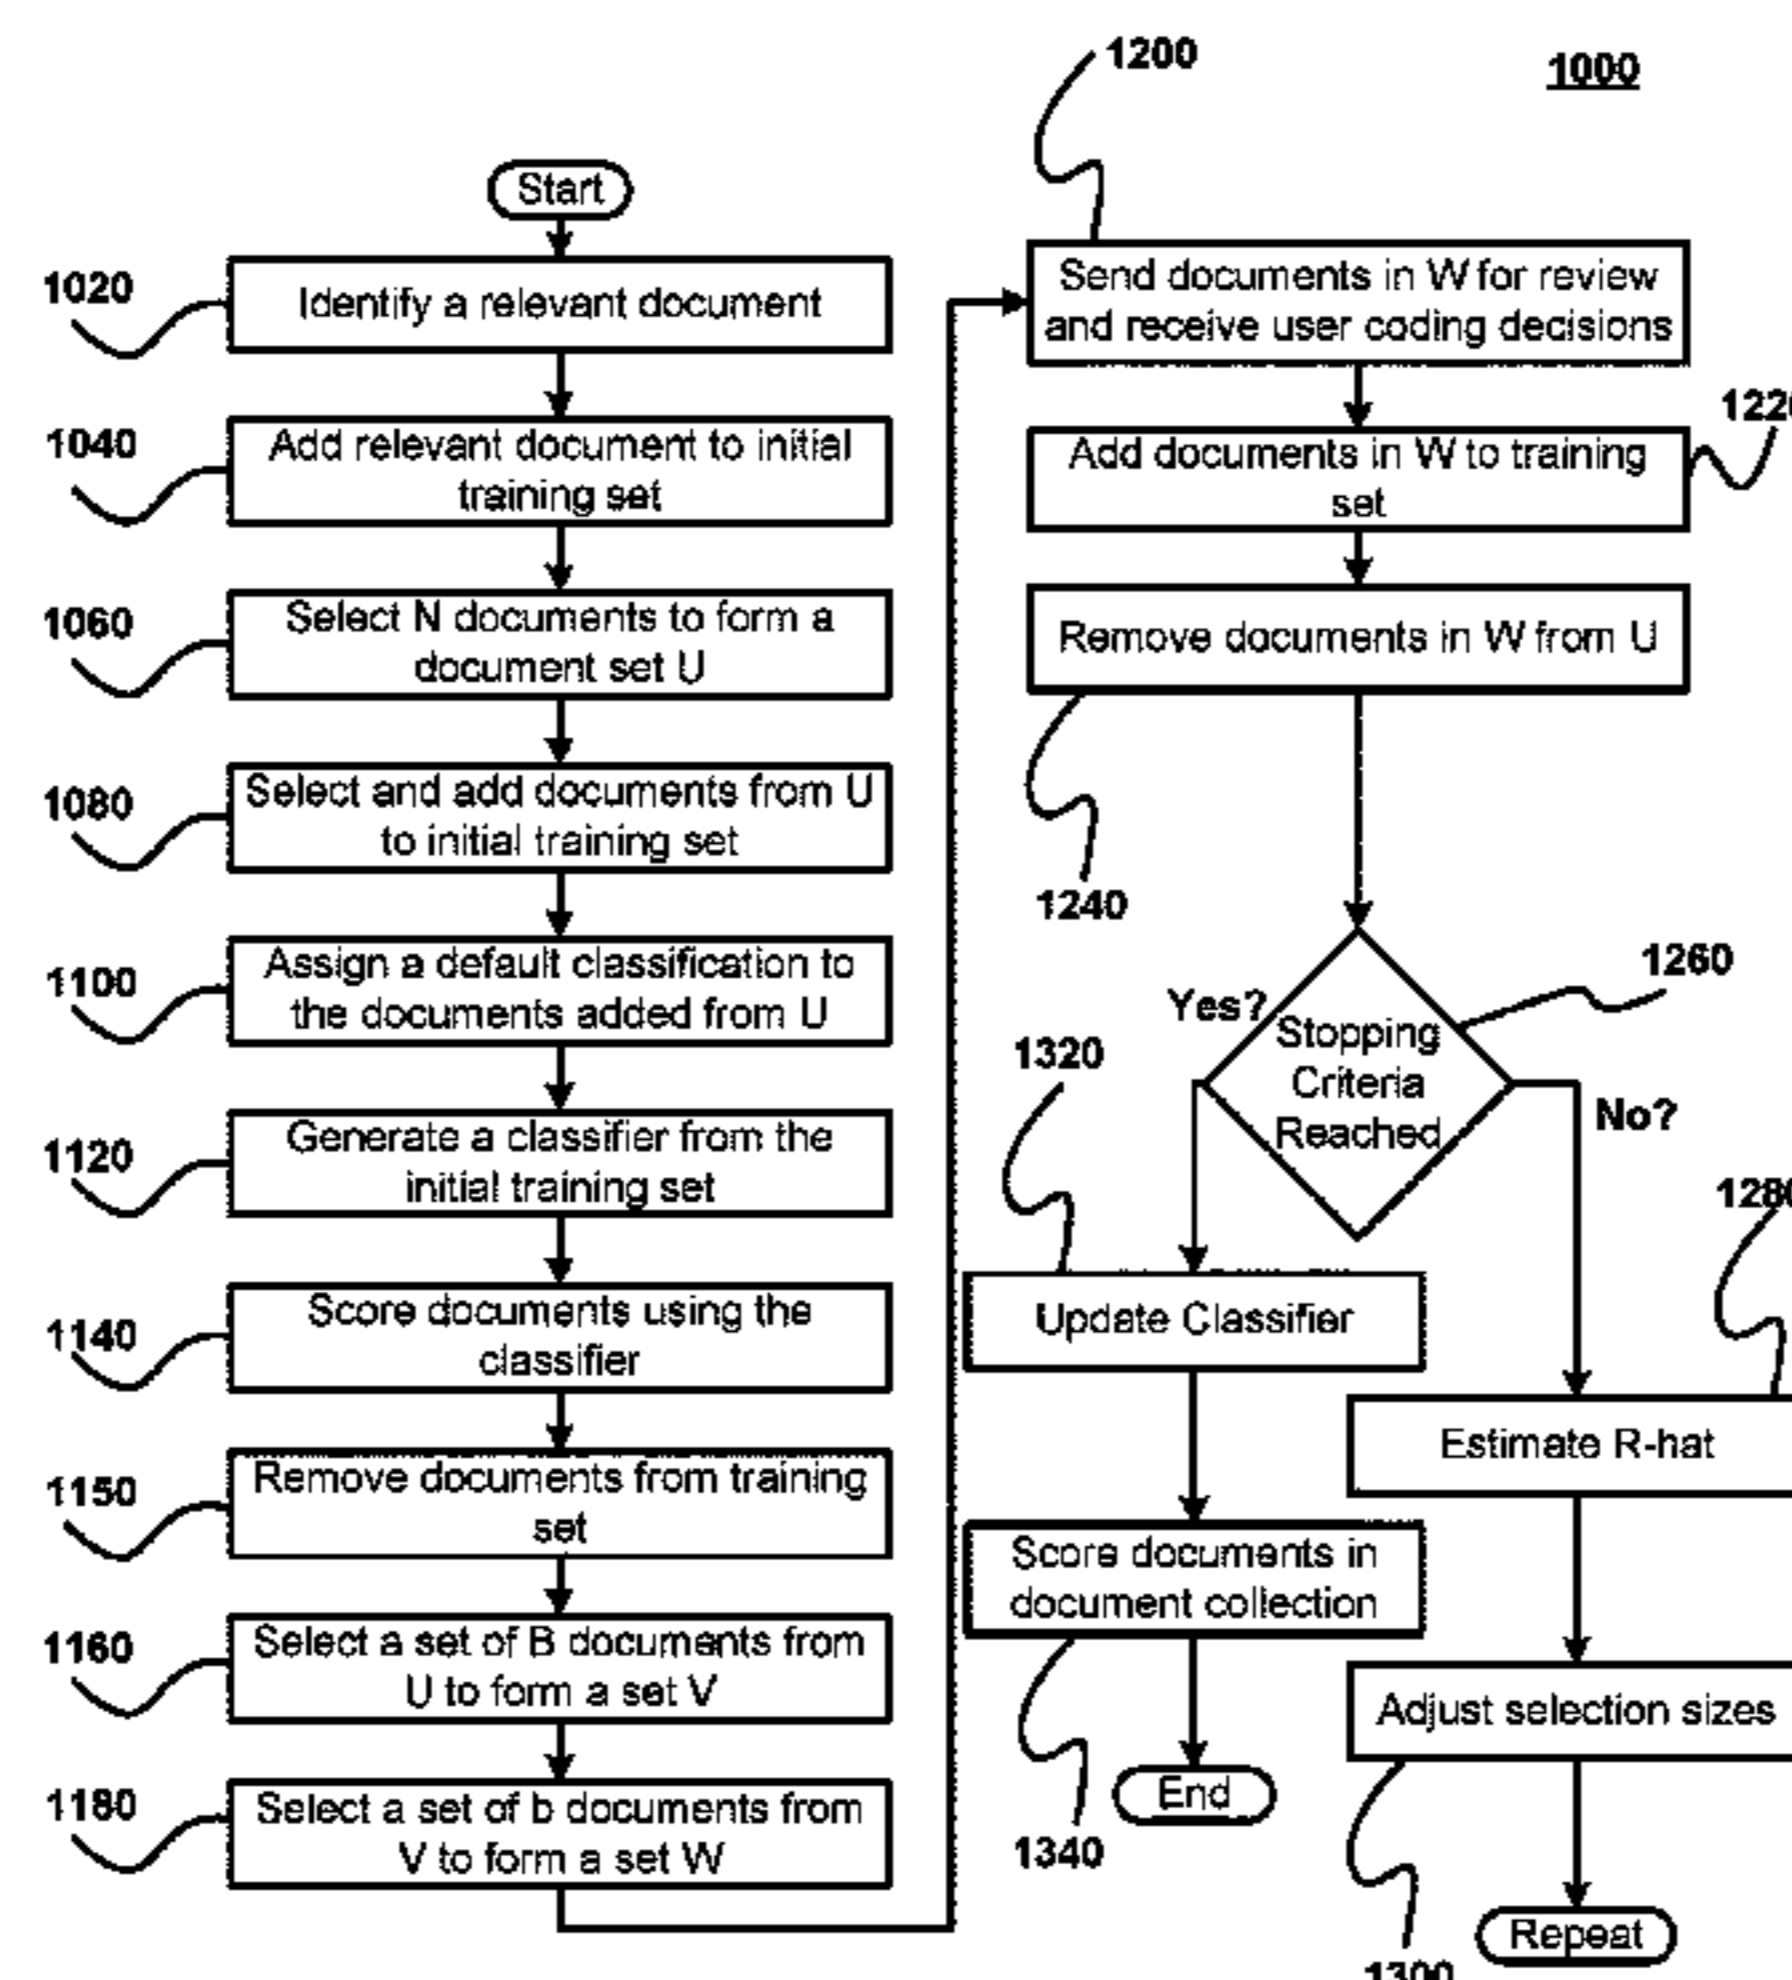 1000
Start
1020
Identify a relevant document
1040
Add relevant document to initial
training set
1060
Select N documents to form a
document set U
1080
Select and add documents from U
to initial training set
1100
Assign a default classification to
the documents added from U
1120
Generate a classifier from the
initial training set
1140
Score documents using the
classifier
1150
Remove documents from training
set
1160
Select a set of B documents from
U to form a set V
1180
Select a set of b documents from
V to form a set W
1200
Send documents in W for review
and receive user coding decisions
Add documents in W to training
set
Remove documents in W from U
1240
1260
Stopping
Criteria
Reached
Yes?
No?
1320
Update Classifier
Score documents in
document collection
1340
End
Estimate R-hat
Adjust selection sizes
1300
Repeat